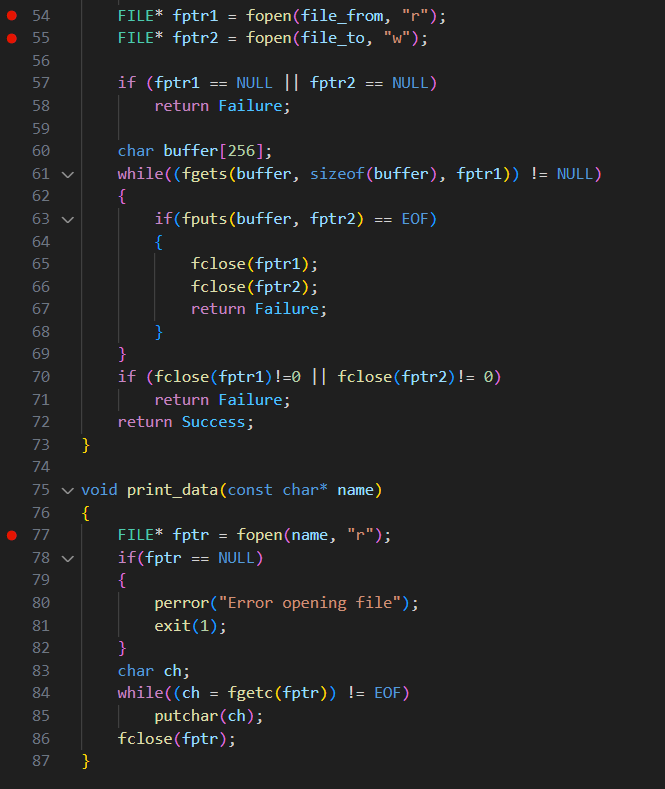 54 FILE* fptr1 = fopen(file_from, "r");
55 FILE* fptr2 = fopen(file_to, "w");
56
57 if (fptr1 == NULL || fptr2 == NULL)
58 return Failure;
59
60 char buffer[256];
61 while((fgets(buffer, sizeof(buffer), fptr1)) != NULL)
62 {
63 if(fputs(buffer, fptr2) == EOF)
64 {
65 fclose(fptr1);
66 fclose(fptr2);
67 return Failure;
68 }
69 }
70 if (fclose(fptr1)!=0 || fclose(fptr2)!= 0)
71 return Failure;
72 return Success;
73 }
74
75 void print_data(const char* name)
76 {
77 FILE* fptr = fopen(name, "r");
78 if(fptr == NULL)
79 {
80 perror("Error opening file");
81 exit(1);
82 }
83 char ch;
84 while((ch = fgetc(fptr)) != EOF)
85 putchar(ch);
86 fclose(fptr);
87 }